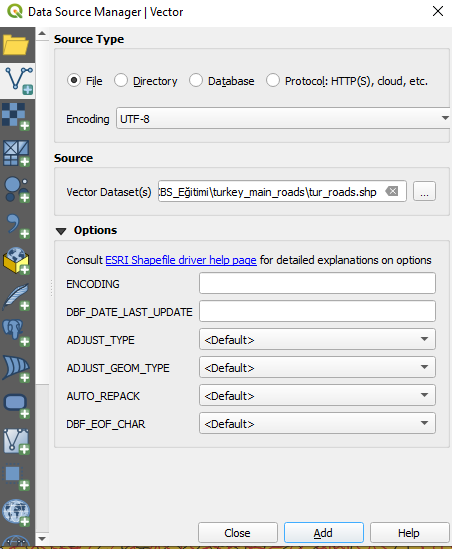 Data Source Manager | Vector
Source Type
File Directory Database Protocol: HTTP(S), cloud, etc.
Encoding UTF-8
Source
Vector Dataset(s) CBS_Eğitimi\turkey_main_roads\tur_roads.shp ...
Options
Consult ESRI Shapefile driver help page for detailed explanations on options
ENCODING
DBF_DATE_LAST_UPDATE
ADJUST_TYPE <Default>
ADJUST_GEOM_TYPE <Default>
AUTO_REPACK <Default>
DBF_EOF_CHAR <Default>
Close Add Help